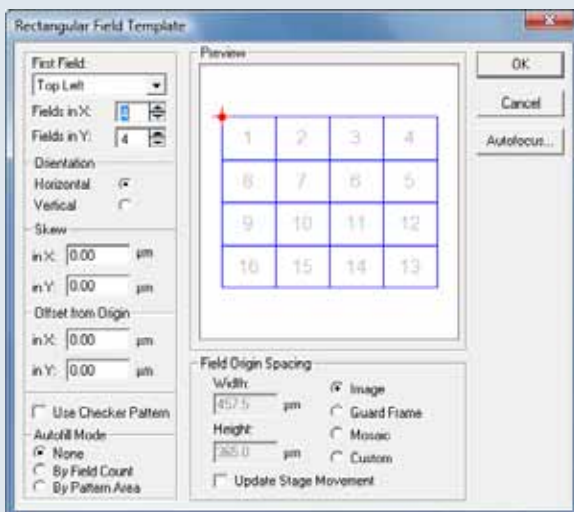 Rectangular Field Template
First Field:
Top Left
Fields in X: 4
Fields in Y: 4
Orientation
Horizontal
Vertical
Skew
in X: 0.00 µm
in Y: 0.00 µm
Offset from Origin
in X: 0.00 µm
in Y: 0.00 µm
Use Checker Pattern
Autofill Mode
None
By Field Count
By Pattern Area
Preview
1 2 3 4
8 7 6 5
9 10 11 12
16 15 14 13
Field Origin Spacing
Width:
457.5 µm
Height:
365.0 µm
Image
Guard Frame
Mosaic
Custom
Update Stage Movement
OK
Cancel
Autofocus...